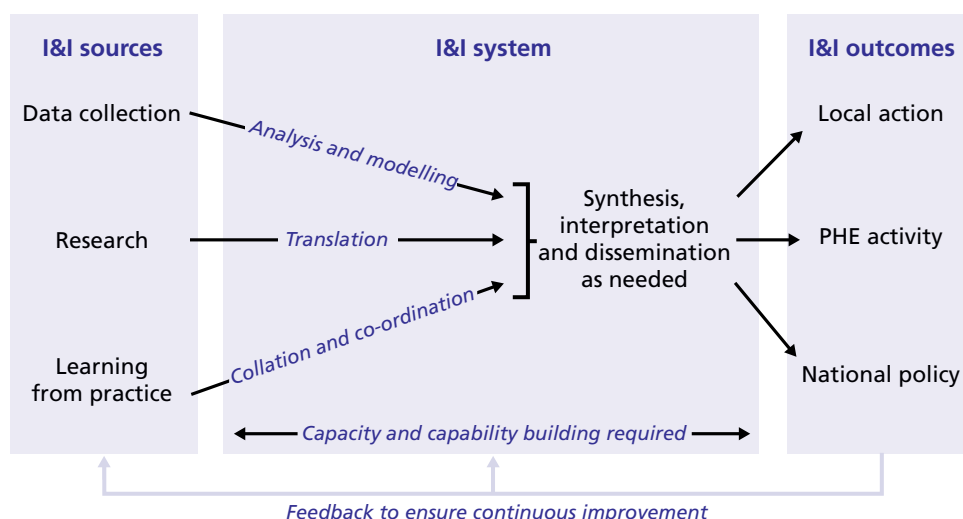 I&I sources
Data collection
Research
Learning
from practice
I&I system
Analysis and modelling
Translation
Collation and co-ordination
Synthesis,
interpretation
and dissemination
as needed
Capacity and capability building required
I&I outcomes
Local action
PHE activity
National policy
Feedback to ensure continuous improvement